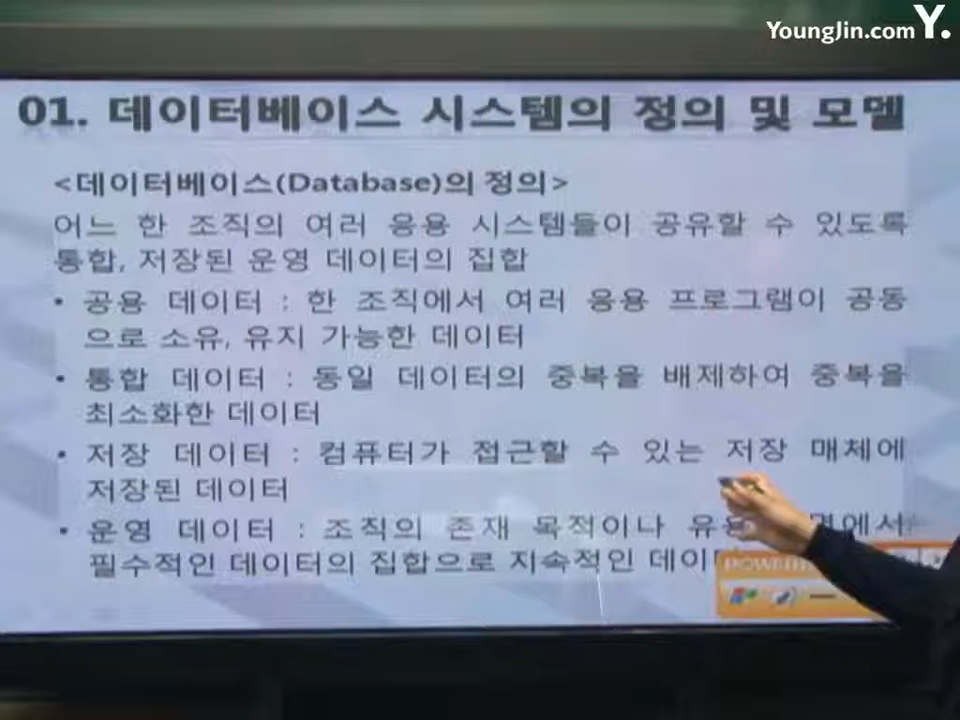 YoungJin.com Y.
01. 데이터베이스 시스템의 정의 및 모델
<데이터베이스(Database)의 정의>
어느 한 조직의 여러 응용 시스템들이 공유할 수 있도록
통합, 저장된 운영 데이터의 집합
• 공용 데이터 : 한 조직에서 여러 응용 프로그램이 공동
으로 소유, 유지 가능한 데이터
• 통합 데이터 : 동일 데이터의 중복을 배제하여 중복을
최소화한 데이터
• 저장 데이터 : 컴퓨터가 접근할 수 있는 저장 매체에
저장된 데이터
• 운영 데이터 : 조직의 존재 목적이나
필수적인 데이터의 집합으로 지속적인